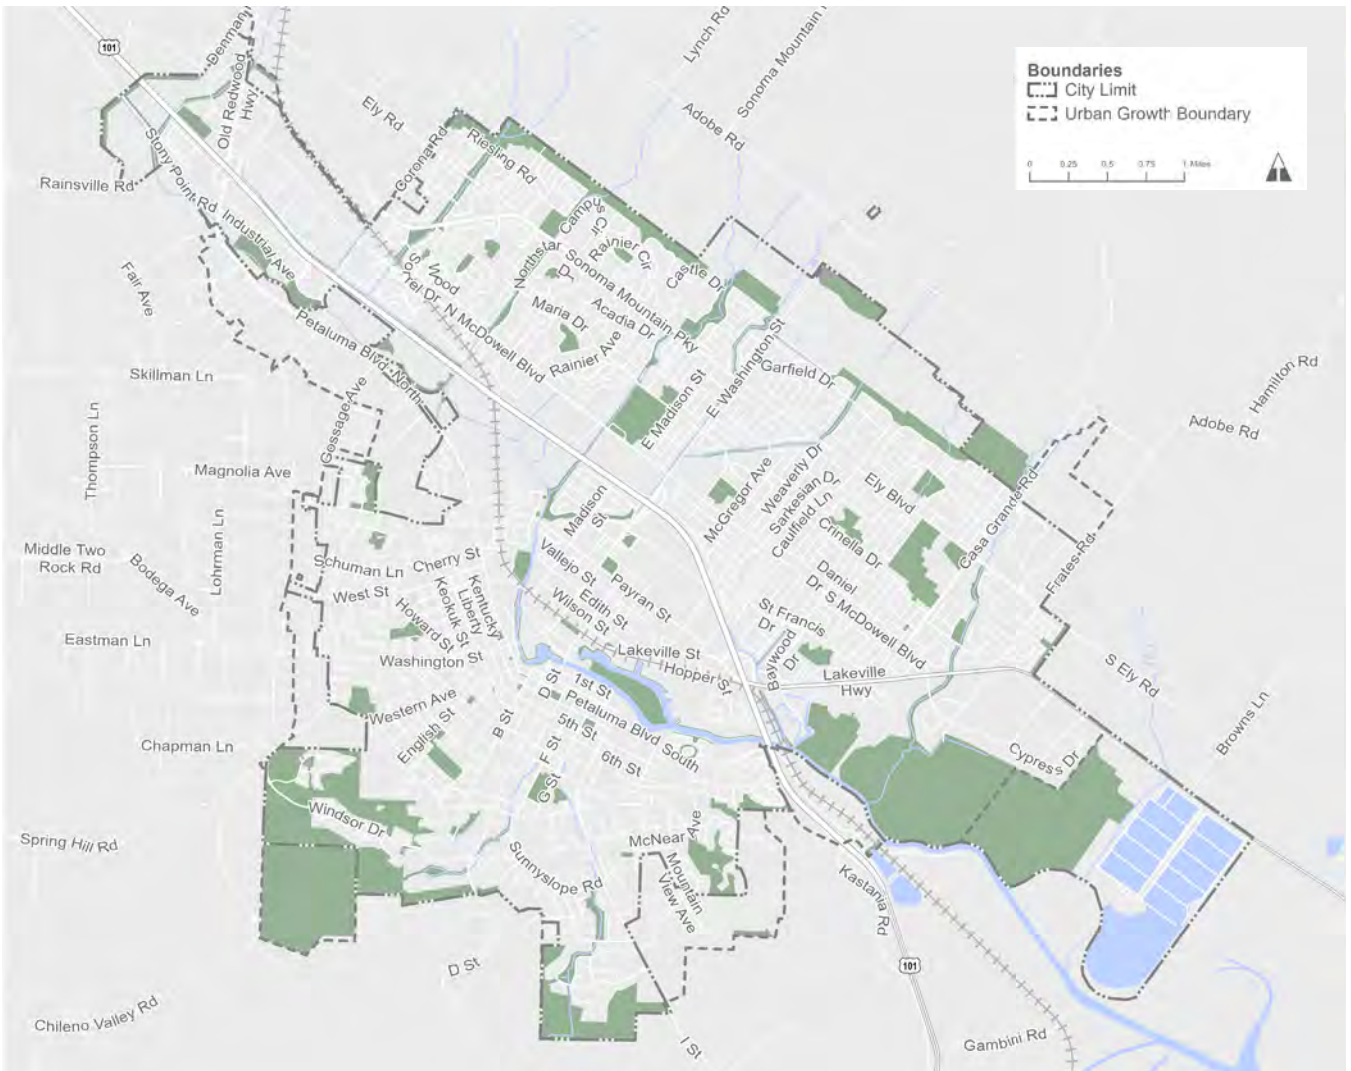 Boundaries
City Limit
Urban Growth Boundary
0 0.25 0.5 0.75 1 Miles
101
Denman
Old Redwood
Hwy
Ely Rd
Lynch Rd
Sonoma Mountain
Adobe Rd
Corona Rd
Riesling Rd
Stony Point Rd
Rainsville Rd
Industrial Ave
Campus
Cir
Rainier Cir
Northstar
Dr
Castle Dr
Sonoma Mountain Pky
Wood
Sorrel Dr
N McDowell Blvd
Maria Dr
Acadia Dr
Rainier Ave
Fair Ave
Petaluma Blvd North
Skillman Ln
Gossage Ave
E Madison St
E Washington St
Garfield Dr
Hamilton Rd
Adobe Rd
Thompson Ln
Magnolia Ave
Lohrman Ln
McGregor Ave
Weaverly Dr
Sarkesian Dr
Caulfield Ln
Ely Blvd
Crinella Dr
Casa Grande Rd
Frates Rd
Daniel
Dr
S McDowell Blvd
Madison
St
Middle Two
Rock Rd
Bodega Ave
Schuman Ln
Cherry St
West St
Vallejo St
Payran St
Edith St
Wilson St
Kentucky
Liberty
Keokuk St
Howard St
St Francis
Dr
Baywood
Dr
Eastman Ln
Washington St
Lakeville St
Hopper St
Lakeville
Hwy
S Ely Rd
Browns Ln
Western Ave
English St
B St
D St
1st St
Petaluma Blvd South
5th St
6th St
F St
G St
Chapman Ln
Cypress Dr
Windsor Dr
Spring Hill Rd
Sunnyslope Rd
McNear Ave
Mountain
View Ave
Kastania Rd
D St
101
Chileno Valley Rd
I St
Gambini Rd